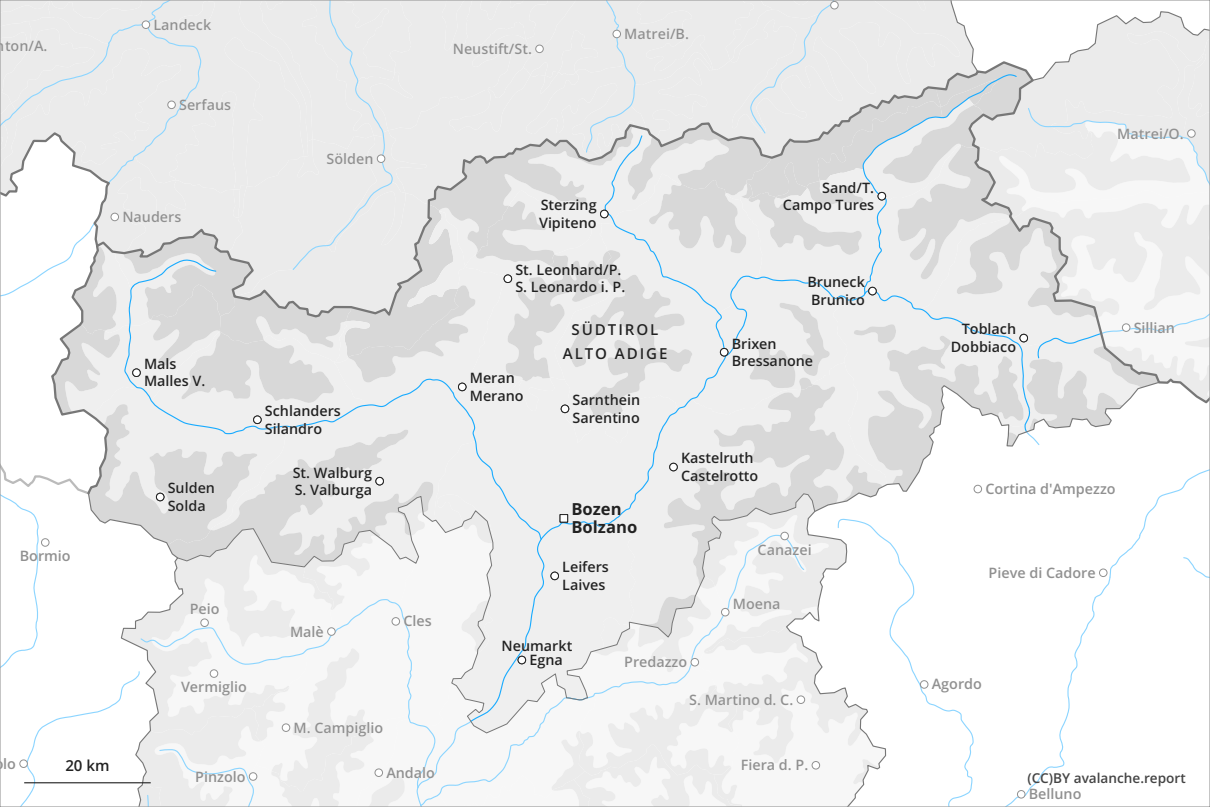 Landeck
nton/A.
Neustift/St.
Matrei/B.
Serfaus
Matrei/O.
Sölden
Nauders
Sand/T.
Campo Tures
Sterzing
Vipiteno
St. Leonhard/P.
S. Leonardo i. P.
Bruneck
Brunico
SÜDTIROL
ALTO ADIGE
Toblach
Dobbiaco
Sillian
Brixen
Bressanone
Mals
Malles V.
Meran
Merano
Sarnthein
Sarentino
Schlanders
Silandro
Kastelruth
Castelrotto
St. Walburg
S. Valburga
Sulden
Solda
Cortina d'Ampezzo
Bozen
Bolzano
Bormio
Canazei
Leifers
Laives
Pieve di Cadore
Peio
Moena
Malè
Cles
Neumarkt
Egna
Predazzo
Vermiglio
Agordo
S. Martino d. C.
M. Campiglio
olo
20 km
Pinzolo
Andalo
Fiera d. P.
(CC)BY avalanche.report
Belluno